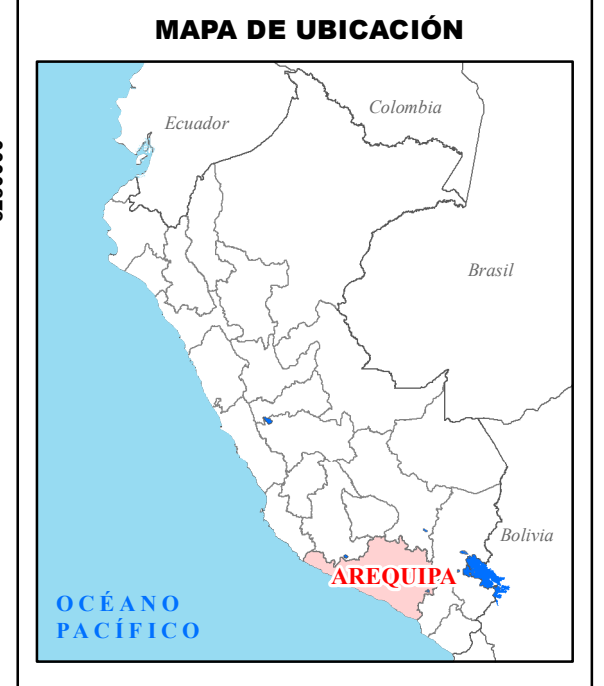 MAPA DE UBICACIÓN
Ecuador
Colombia
Brasil
Bolivia
AREQUIPA
OCÉANO
PACÍFICO